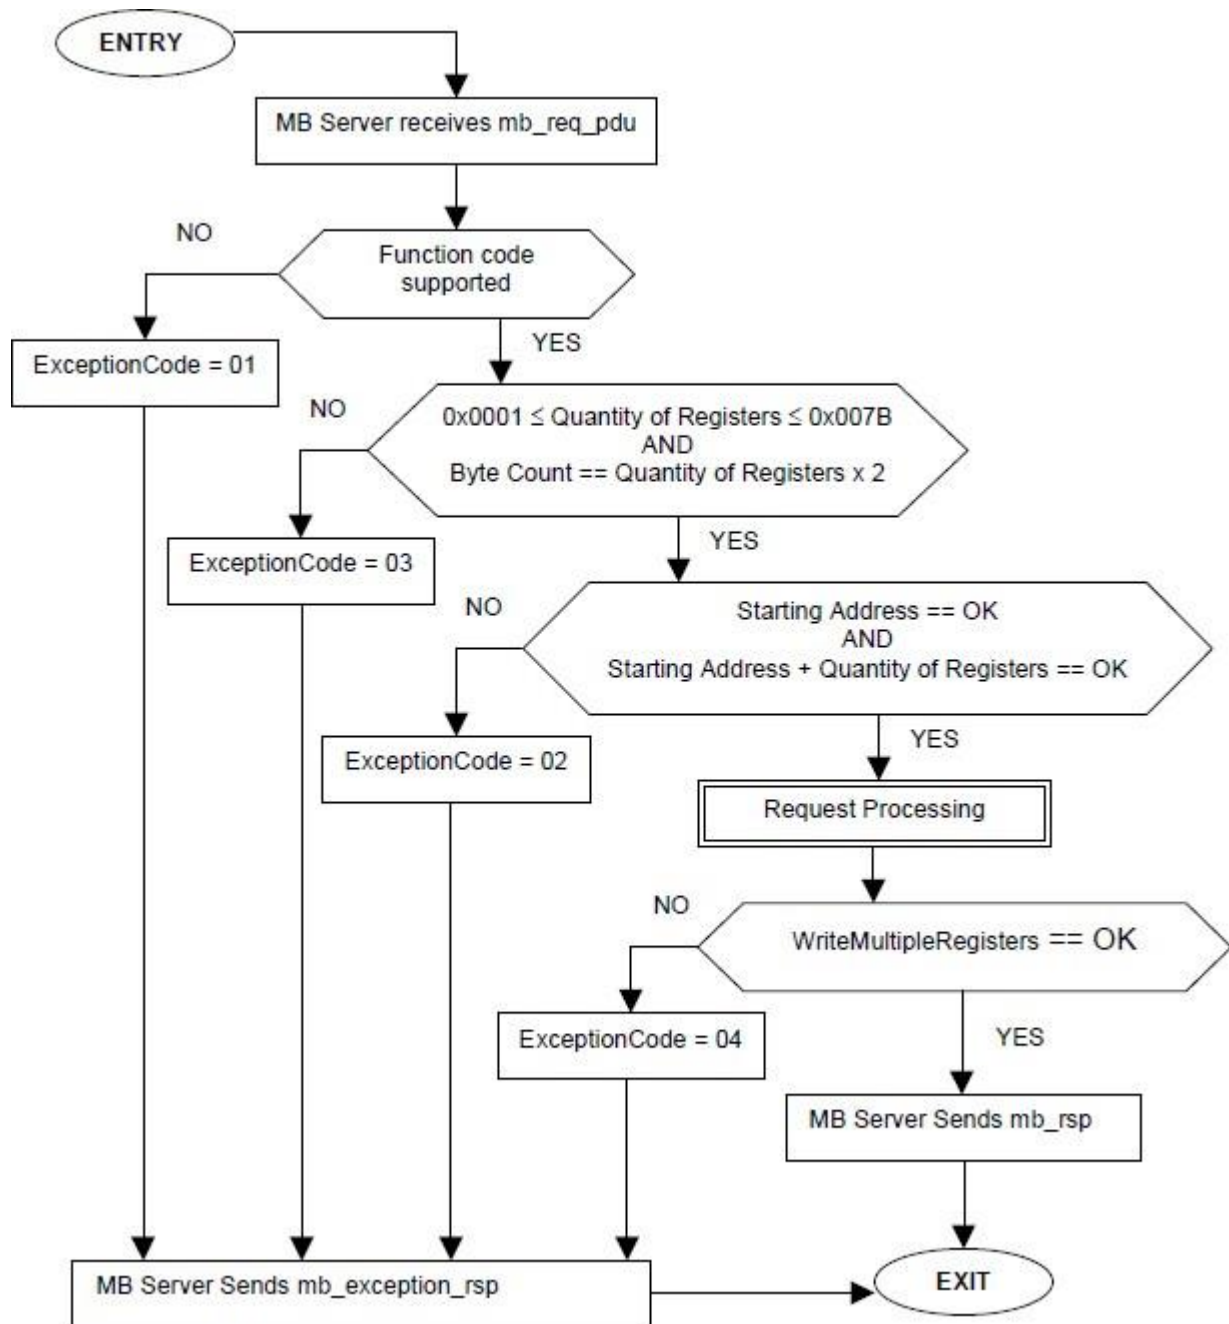 ENTRY
MB Server receives mb_req_pdu
NO
Function code
supported
YES
ExceptionCode = 01
NO
0x0001 ≤ Quantity of Registers ≤ 0x007B
AND
Byte Count == Quantity of Registers x 2
YES
ExceptionCode = 03
NO
Starting Address == OK
AND
Starting Address + Quantity of Registers == OK
YES
ExceptionCode = 02
Request Processing
NO
WriteMultipleRegisters == OK
YES
ExceptionCode = 04
MB Server Sends mb_rsp
MB Server Sends mb_exception_rsp
EXIT